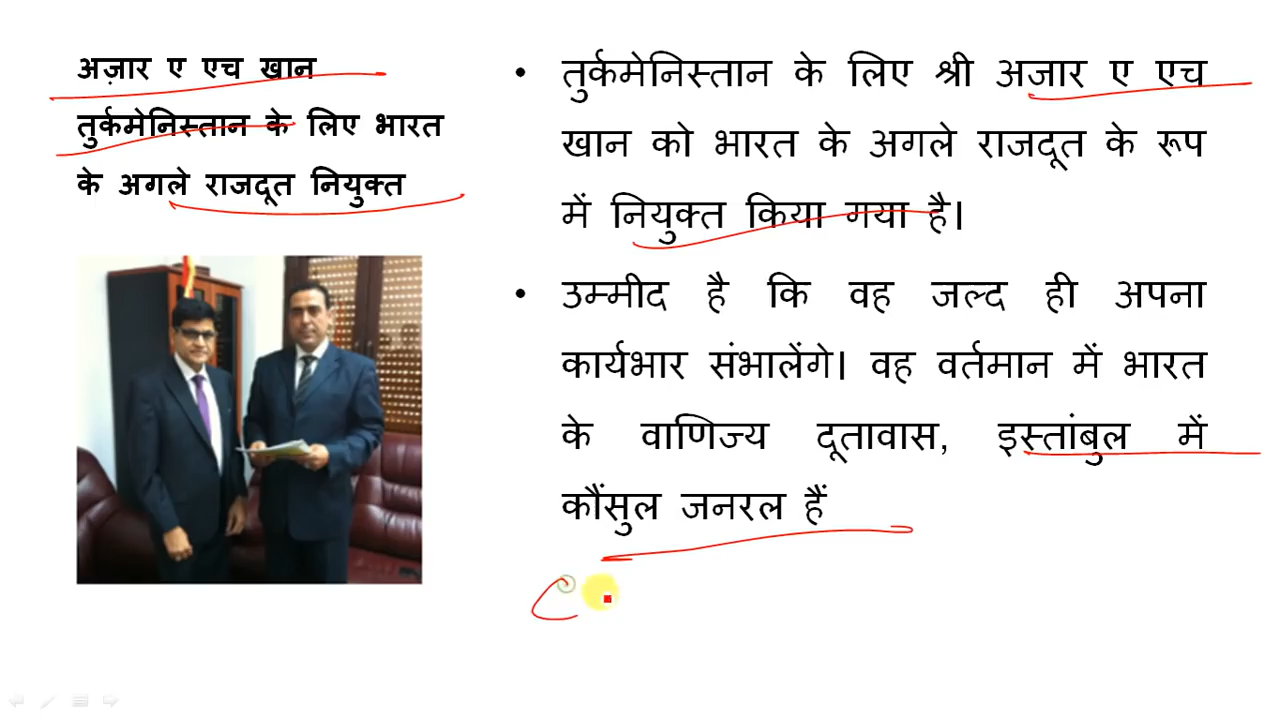 अज़ार ए एच खान
तुर्कमेनिस्तान के लिए भारत
के अगले राजदूत नियुक्त
• तुर्कमेनिस्तान के लिए श्री अजार ए एच
खान को भारत के अगले राजदूत के रूप
में नियुक्त किया गया है।
• उम्मीद है कि वह जल्द ही अपना
कार्यभार संभालेंगे। वह वर्तमान में भारत
के वाणिज्य दूतावास, इस्तांबुल में
कौंसुल जनरल हैं